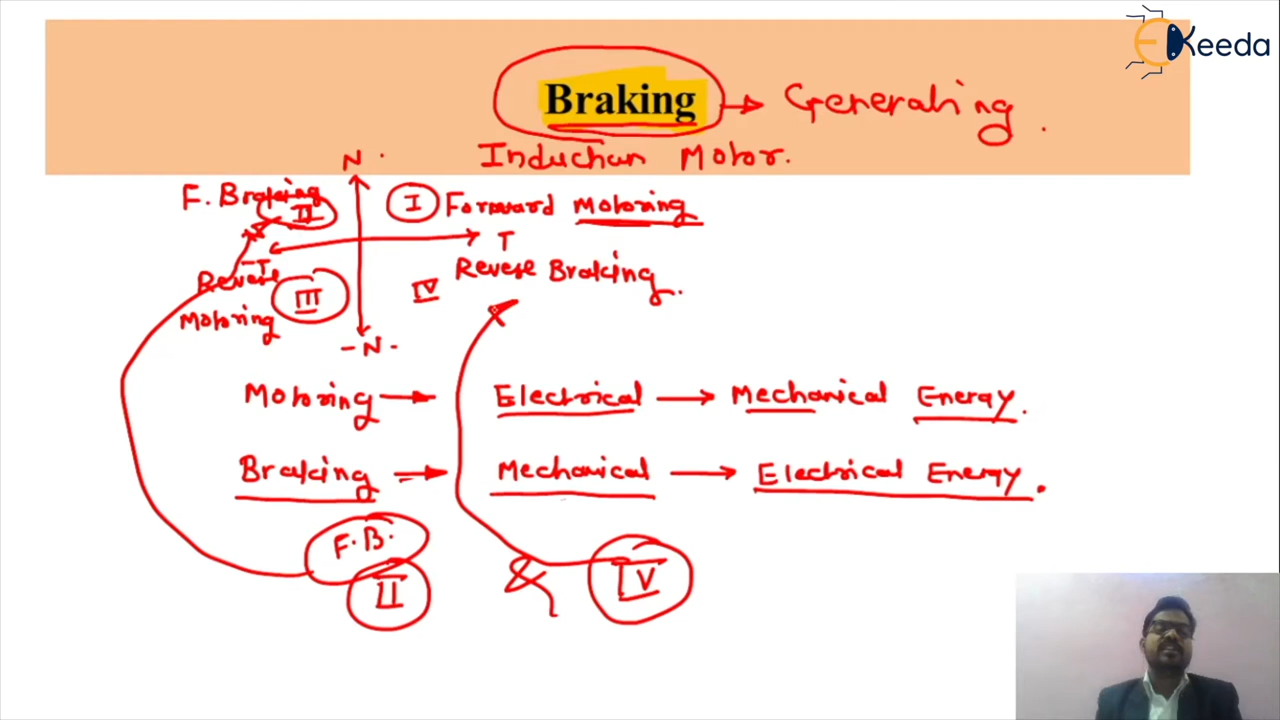 EKeeda
Braking → Generating.
Induction Motor.
N
F. Braking II
I Forward Motoring
-T
T
Reverse Motoring III
IV Reverse Braking.
-N
Motoring → Electrical → Mechanical Energy.
Braking → Mechanical → Electrical Energy.
F.B.
II & IV